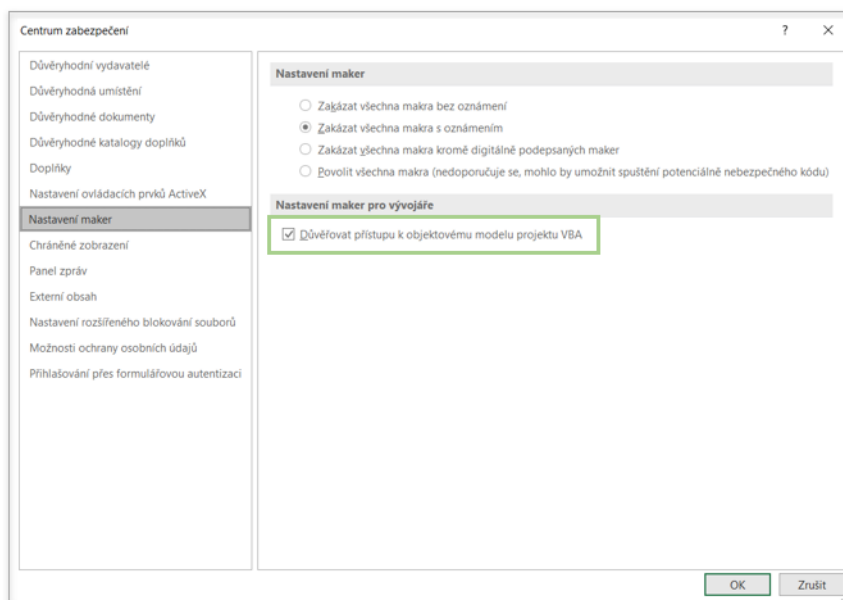 Centrum zabezpečení
?
Důvěryhodní vydavatelé
Důvěryhodná umístění
Důvěryhodné dokumenty
Důvěryhodné katalogy doplňků
Doplňky
Nastavení ovládacích prvků ActiveX
Nastavení maker
Chráněné zobrazení
Panel zpráv
Externí obsah
Nastavení rozšířeného blokování souborů
Možnosti ochrany osobních údajů
Přihlašování přes formulářovou autentizaci
Nastavení maker
Zakázat všechna makra bez oznámení
Zakázat všechna makra s oznámením
Zakázat všechna makra kromě digitálně podepsaných maker
Povolit všechna makra (nedoporučuje se, mohlo by umožnit spuštění potenciálně nebezpečného kódu)
Nastavení maker pro vývojáře
Důvěřovat přístupu k objektovému modelu projektu VBA
OK
Zrušit